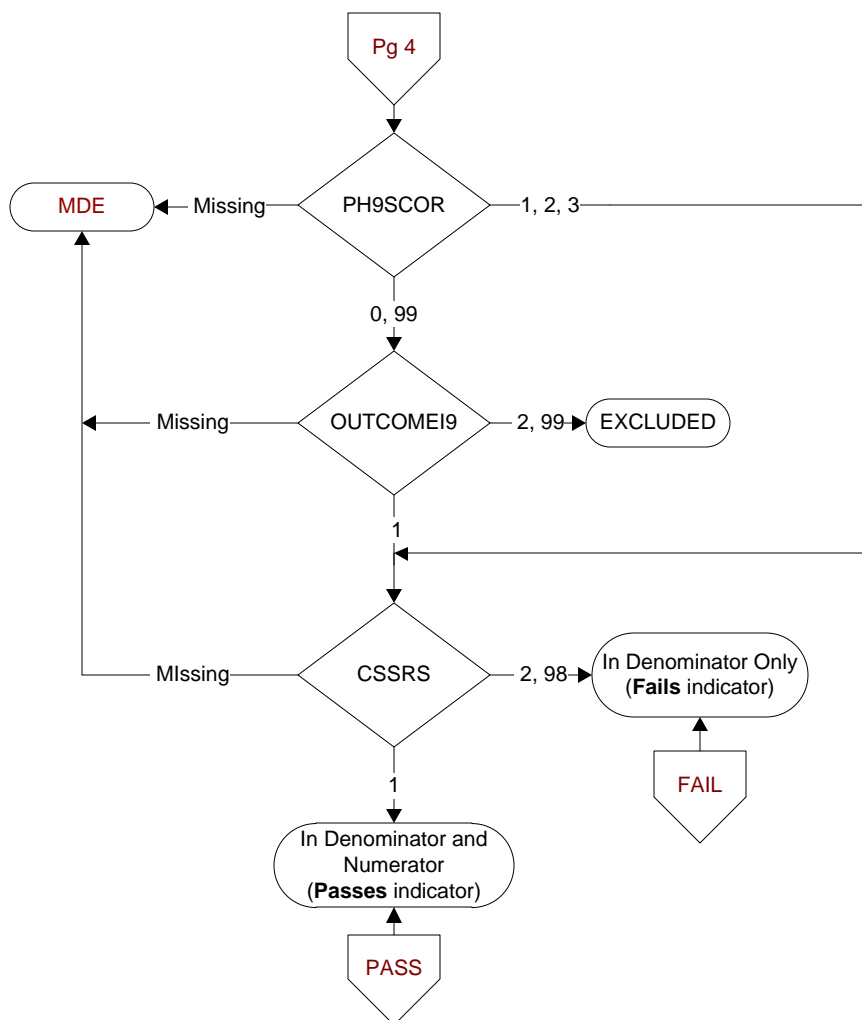 Pg 4
MDE
Missing
PH9SCOR
1, 2, 3
0, 99
Missing
OUTCOMEI9
2, 99
EXCLUDED
1
MIssing
CSSRS
2, 98
In Denominator Only
(Fails indicator)
1
FAIL
In Denominator and
Numerator
(Passes indicator)
PASS